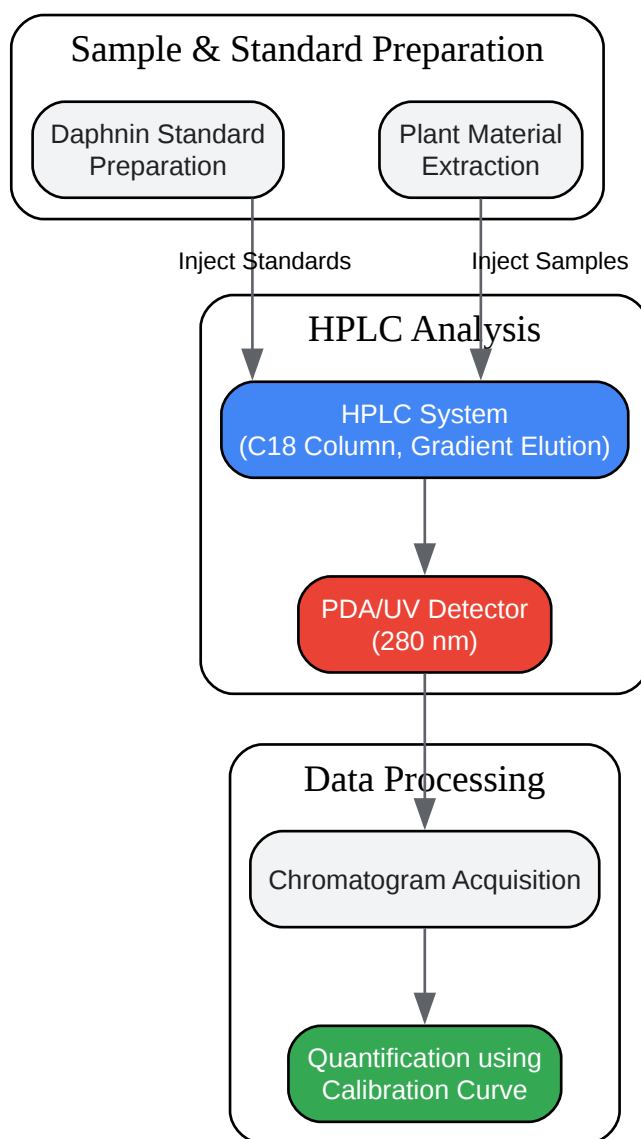 Sample & Standard Preparation
Daphnin Standard
Preparation
Plant Material
Extraction
Inject Standards
Inject Samples
HPLC Analysis
HPLC System
(C18 Column, Gradient Elution)
PDA/UV Detector
(280 nm)
Data Processing
Chromatogram Acquisition
Quantification using
Calibration Curve